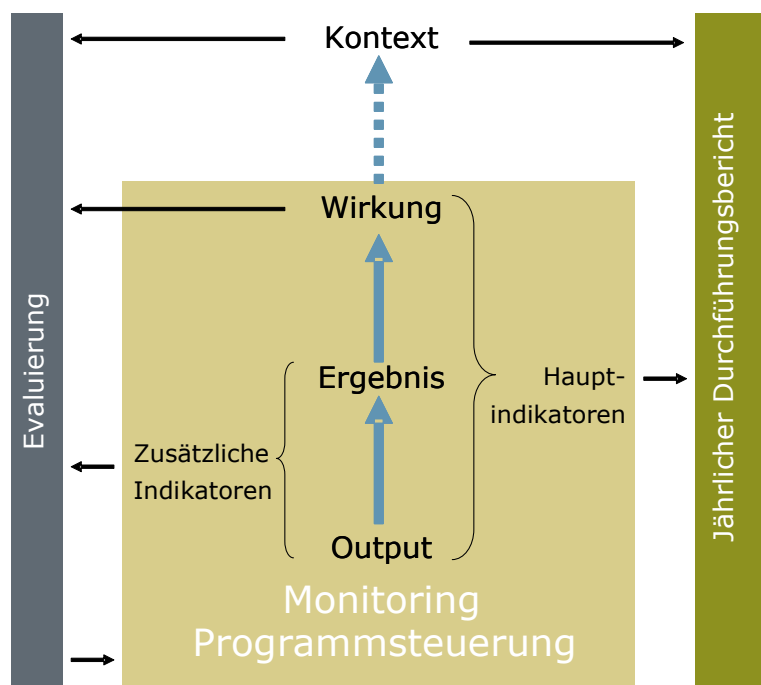 Kontext
Wirkung
Ergebnis
Haupt-
indikatoren
Zusätzliche
Indikatoren
Output
Monitoring
Programmsteuerung
Evaluierung
Jährlicher Durchführungsbericht